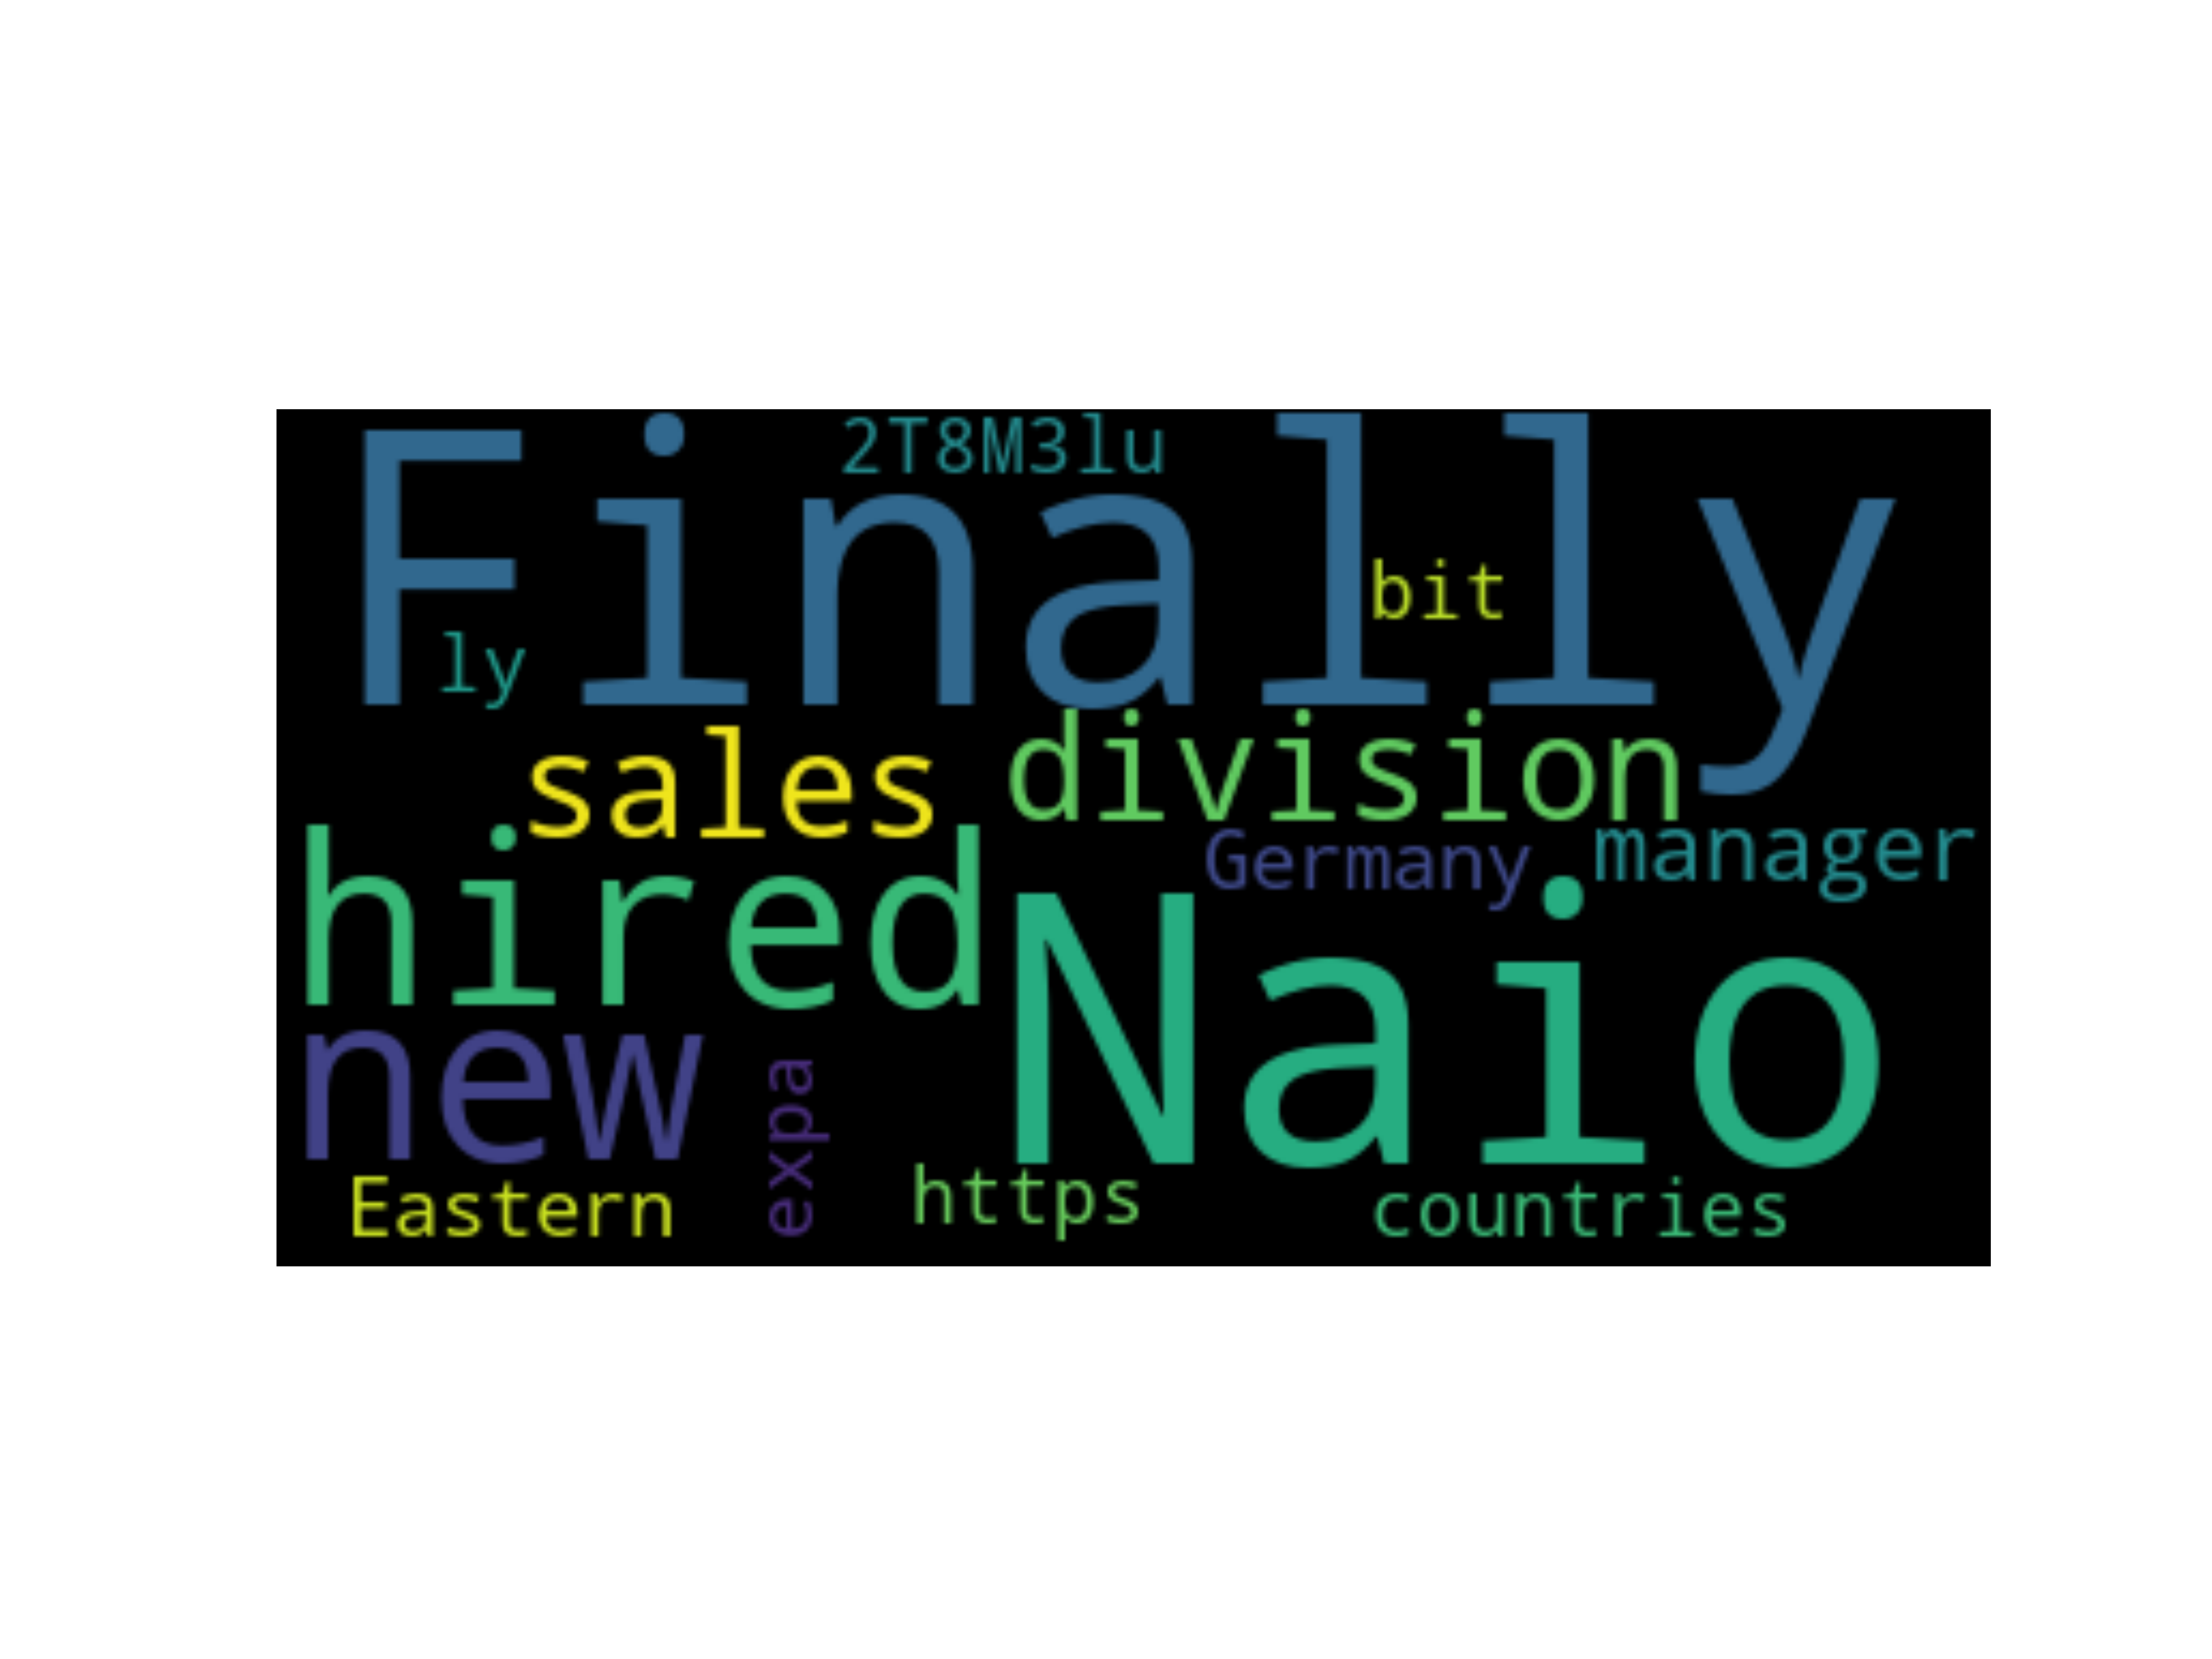 2T8M3lu
Finally
bit
ly
sales division
Germany manager
hired
Naio
new
expa
Eastern https countries